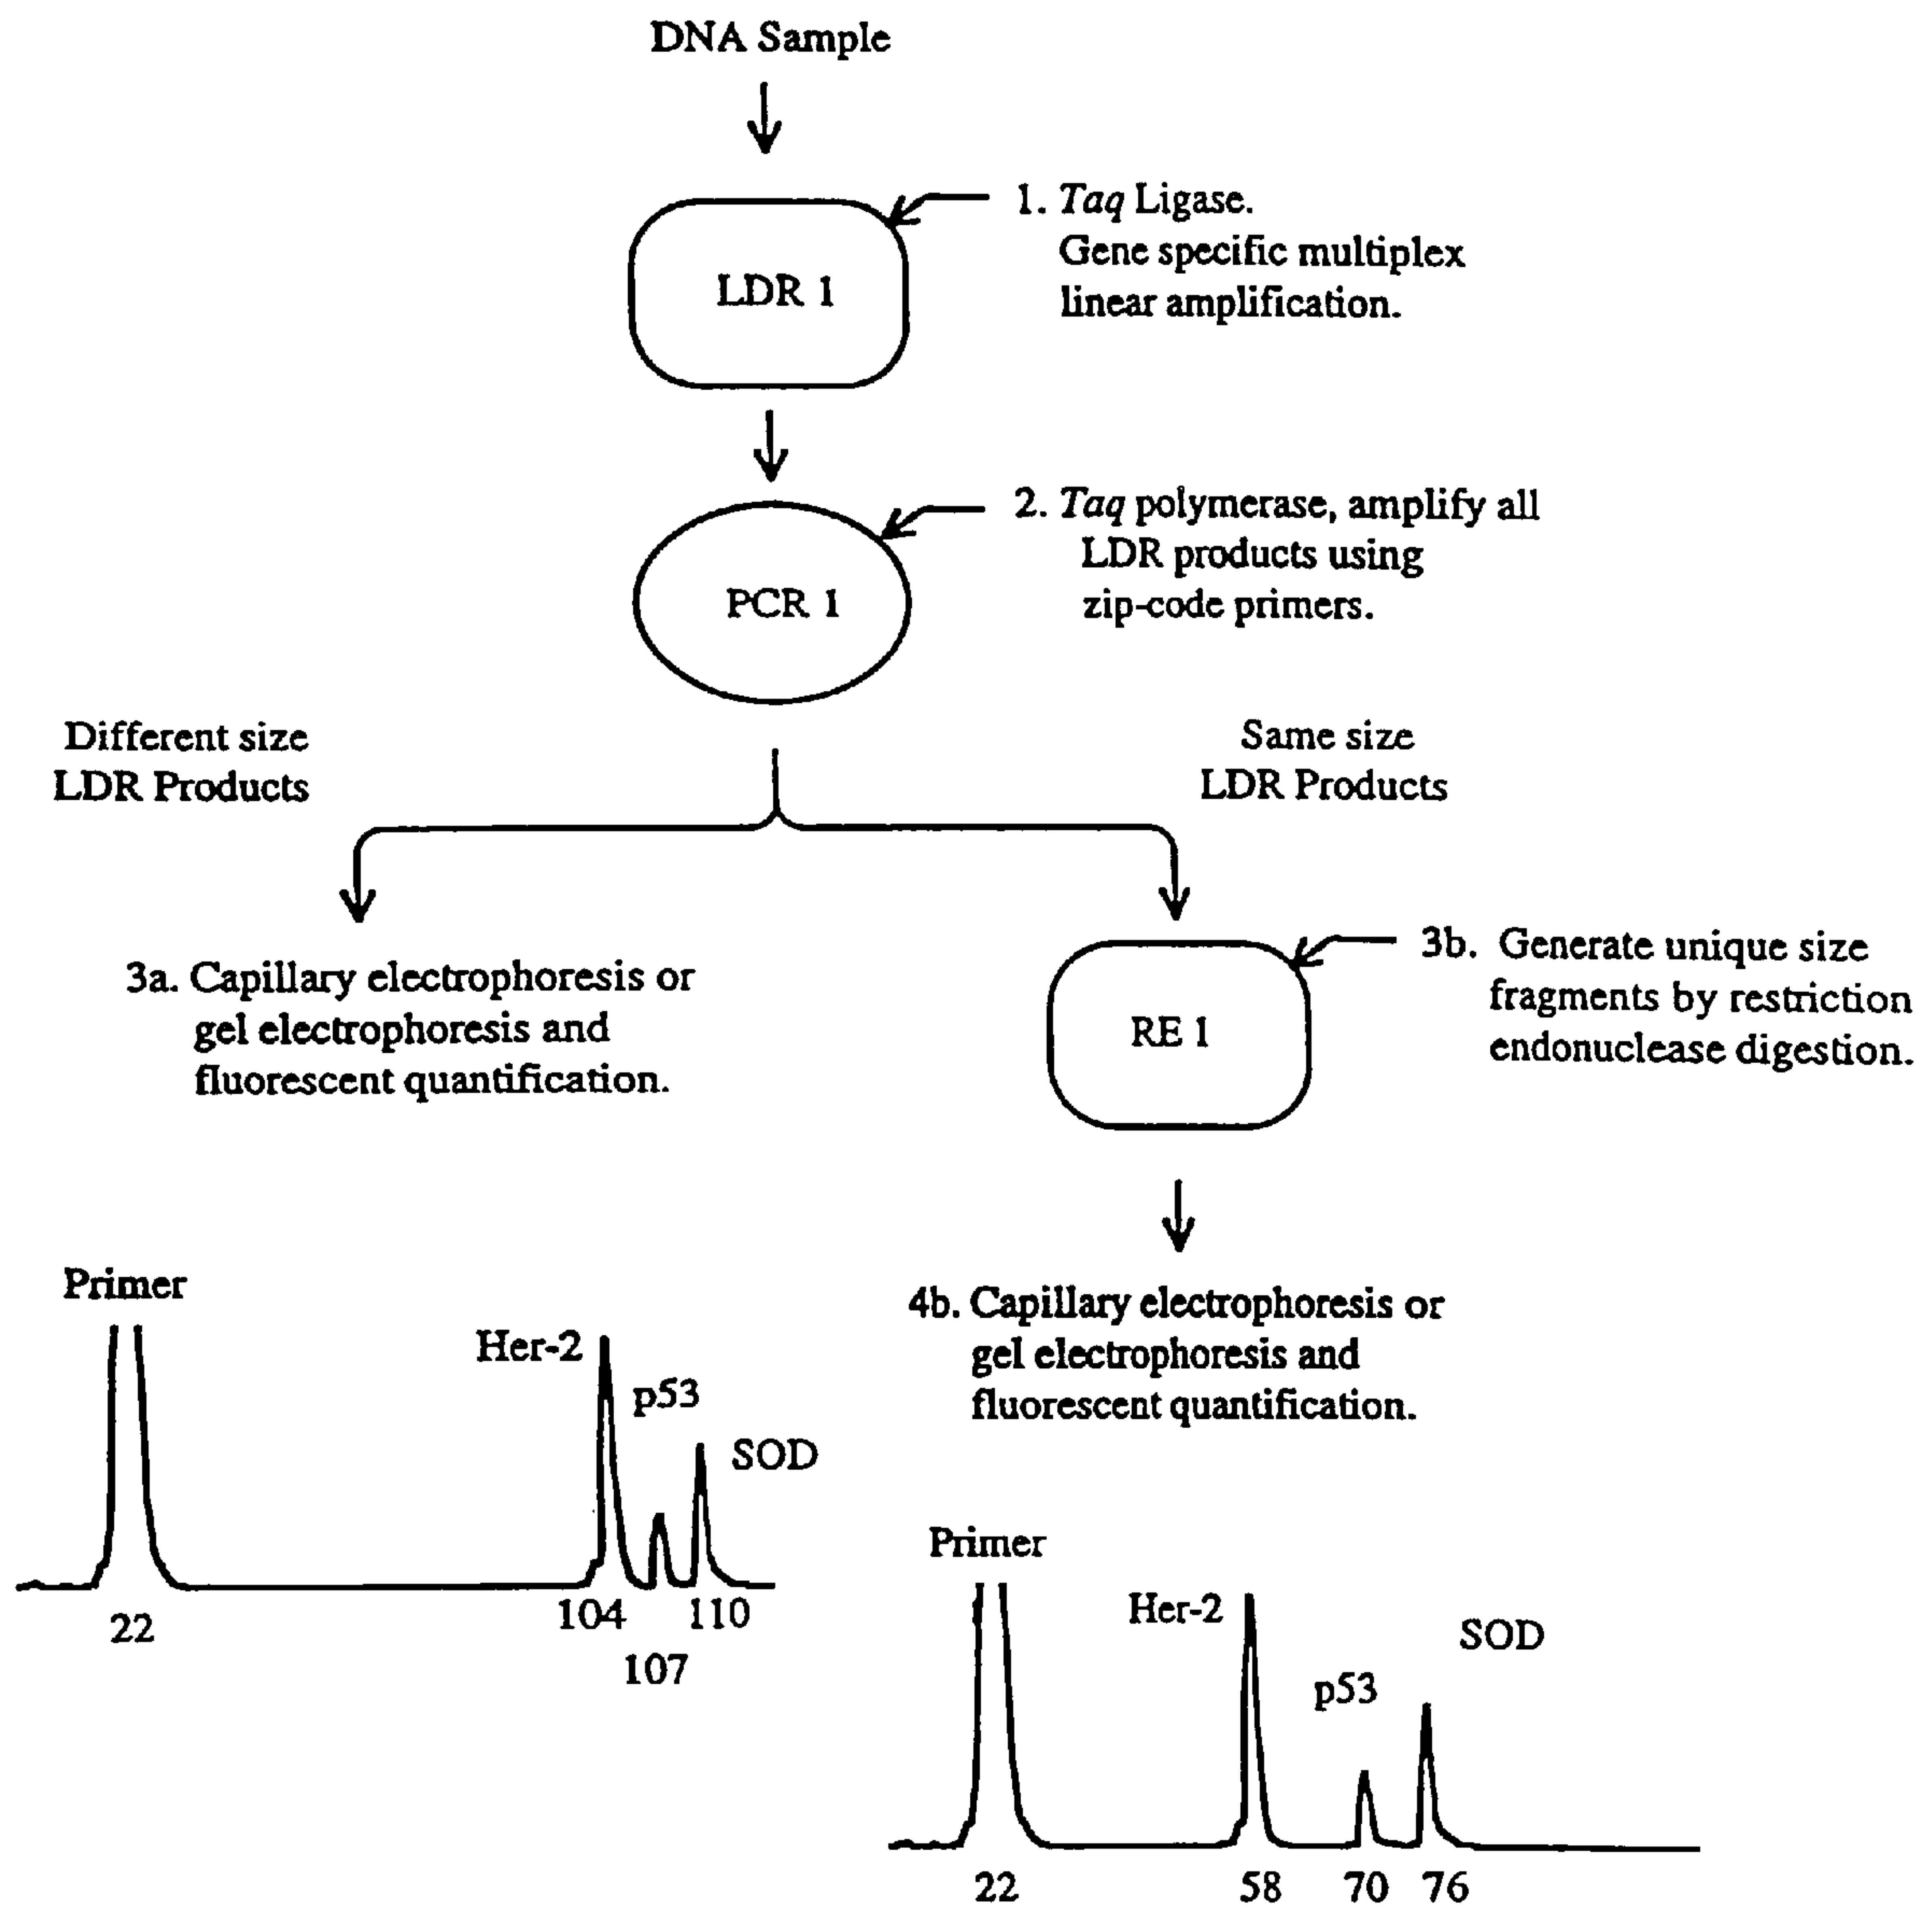 DNA Sample
LDR 1
1. Taq Ligase.
Gene specific multiplex
linear amplification.
PCR 1
2. Taq polymerase, amplify all
LDR products using
zip-code primers.
Different size
LDR Products
Same size
LDR Products
3a. Capillary electrophoresis or
gel electrophoresis and
fluorescent quantification.
RE 1
3b. Generate unique size
fragments by restriction
endonuclease digestion.
4b. Capillary electrophoresis or
gel electrophoresis and
fluorescent quantification.
Primer
Her-2
p53
SOD
22
104
107
110
Primer
Her-2
p53
SOD
22
58
70
76